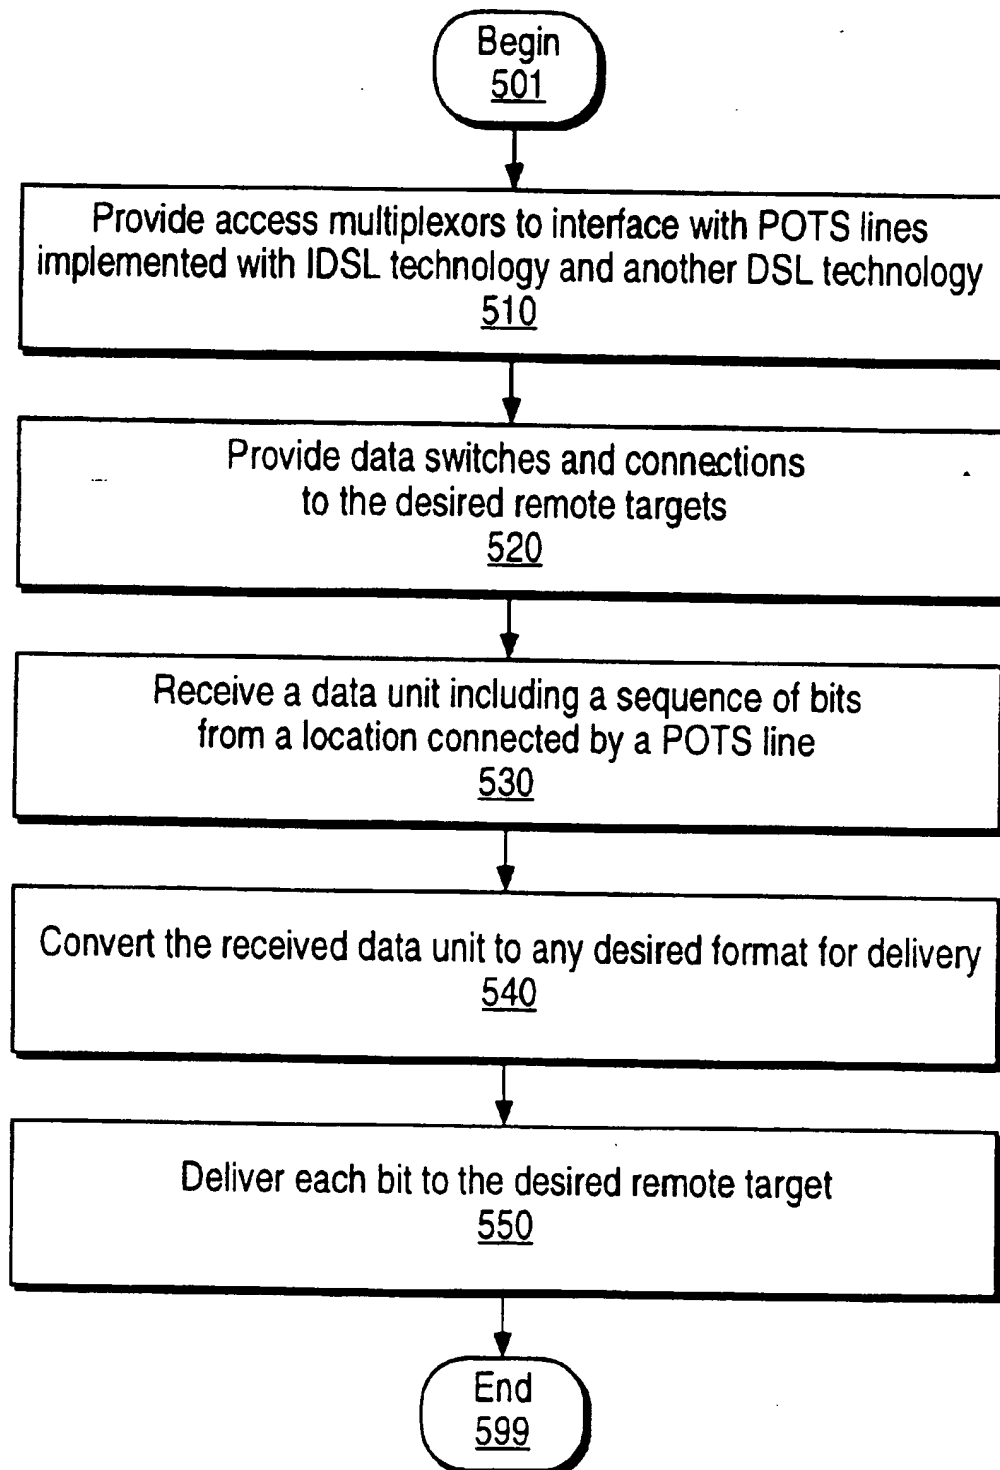 Begin
501
Provide access multiplexors to interface with POTS lines
implemented with IDSL technology and another DSL technology
510
Provide data switches and connections
to the desired remote targets
520
Receive a data unit including a sequence of bits
from a location connected by a POTS line
530
Convert the received data unit to any desired format for delivery
540
Deliver each bit to the desired remote target
550
End
599